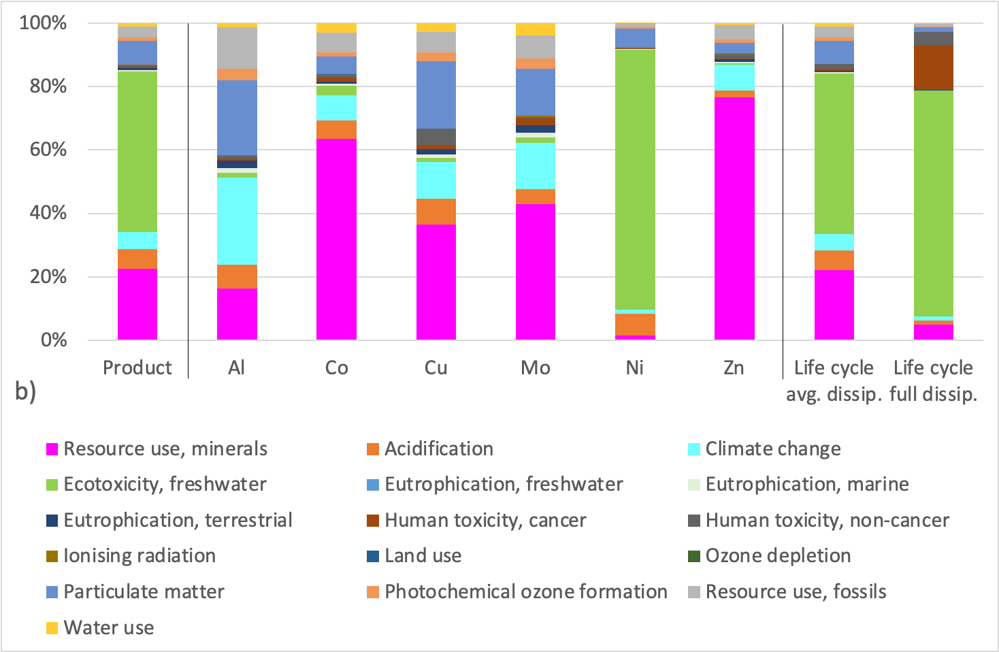 100%
80%
60%
40%
20%
0%
Product Al Co Cu Mo Ni Zn Life cycle Life cycle
avg. dissip. full dissip.
b)
Resource use, minerals Acidification Climate change
Ecotoxicity, freshwater Eutrophication, freshwater Eutrophication, marine
Eutrophication, terrestrial Human toxicity, cancer Human toxicity, non-cancer
Ionising radiation Land use Ozone depletion
Particulate matter Photochemical ozone formation Resource use, fossils
Water use